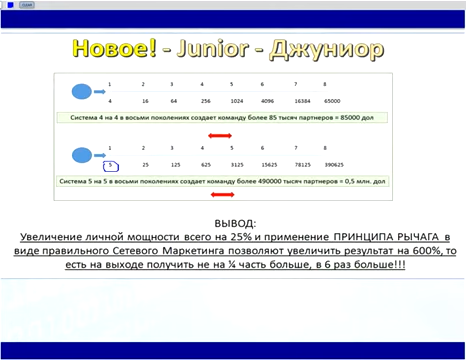 Новое! - Junior - Джуниор
1 2 3 4 5 6 7 8
4 16 64 256 1024 4096 16384 65000
Система 4 на 4 в восьми поколениях создает команду более 85 тысяч партнеров = 85000 дол
1 2 3 4 5 6 7 8
5 25 125 625 3125 15625 78125 390625
Система 5 на 5 в восьми поколениях создает команду более 490000 тысяч партнеров = 0,5 млн. дол
ВЫВОД:
Увеличение личной мощности всего на 25% и применение ПРИНЦИПА РЫЧАГА в
виде правильного Сетевого Маркетинга позволяют увеличить результат на 600%, то
есть на выходе получить не на ¼ часть больше, в 6 раз больше!!!